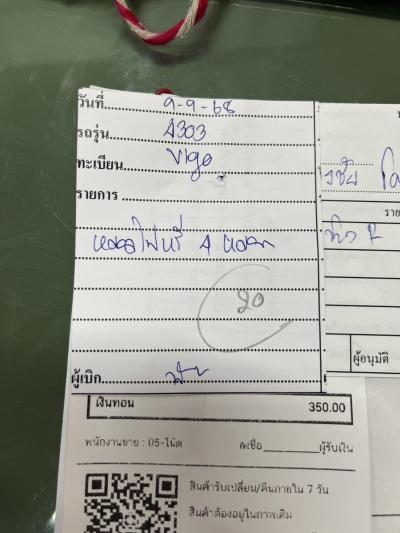 วันที่ 9-9-68
รถรุ่น 4303
ทะเบียน Vigo
รายการ
หลอดไฟหรี่ 4 หลอด
20
ผู้เบิก
ราย
ผู้อนุมัติ
เงินทอน 350.00
พนักงานขาย : 05-โน้ต ลงชื่อ ผู้รับเงิน
สินค้ารับเปลี่ยน/คืนภายใน 7 วัน
สินค้าต้องอยู่ในภาพเดิม